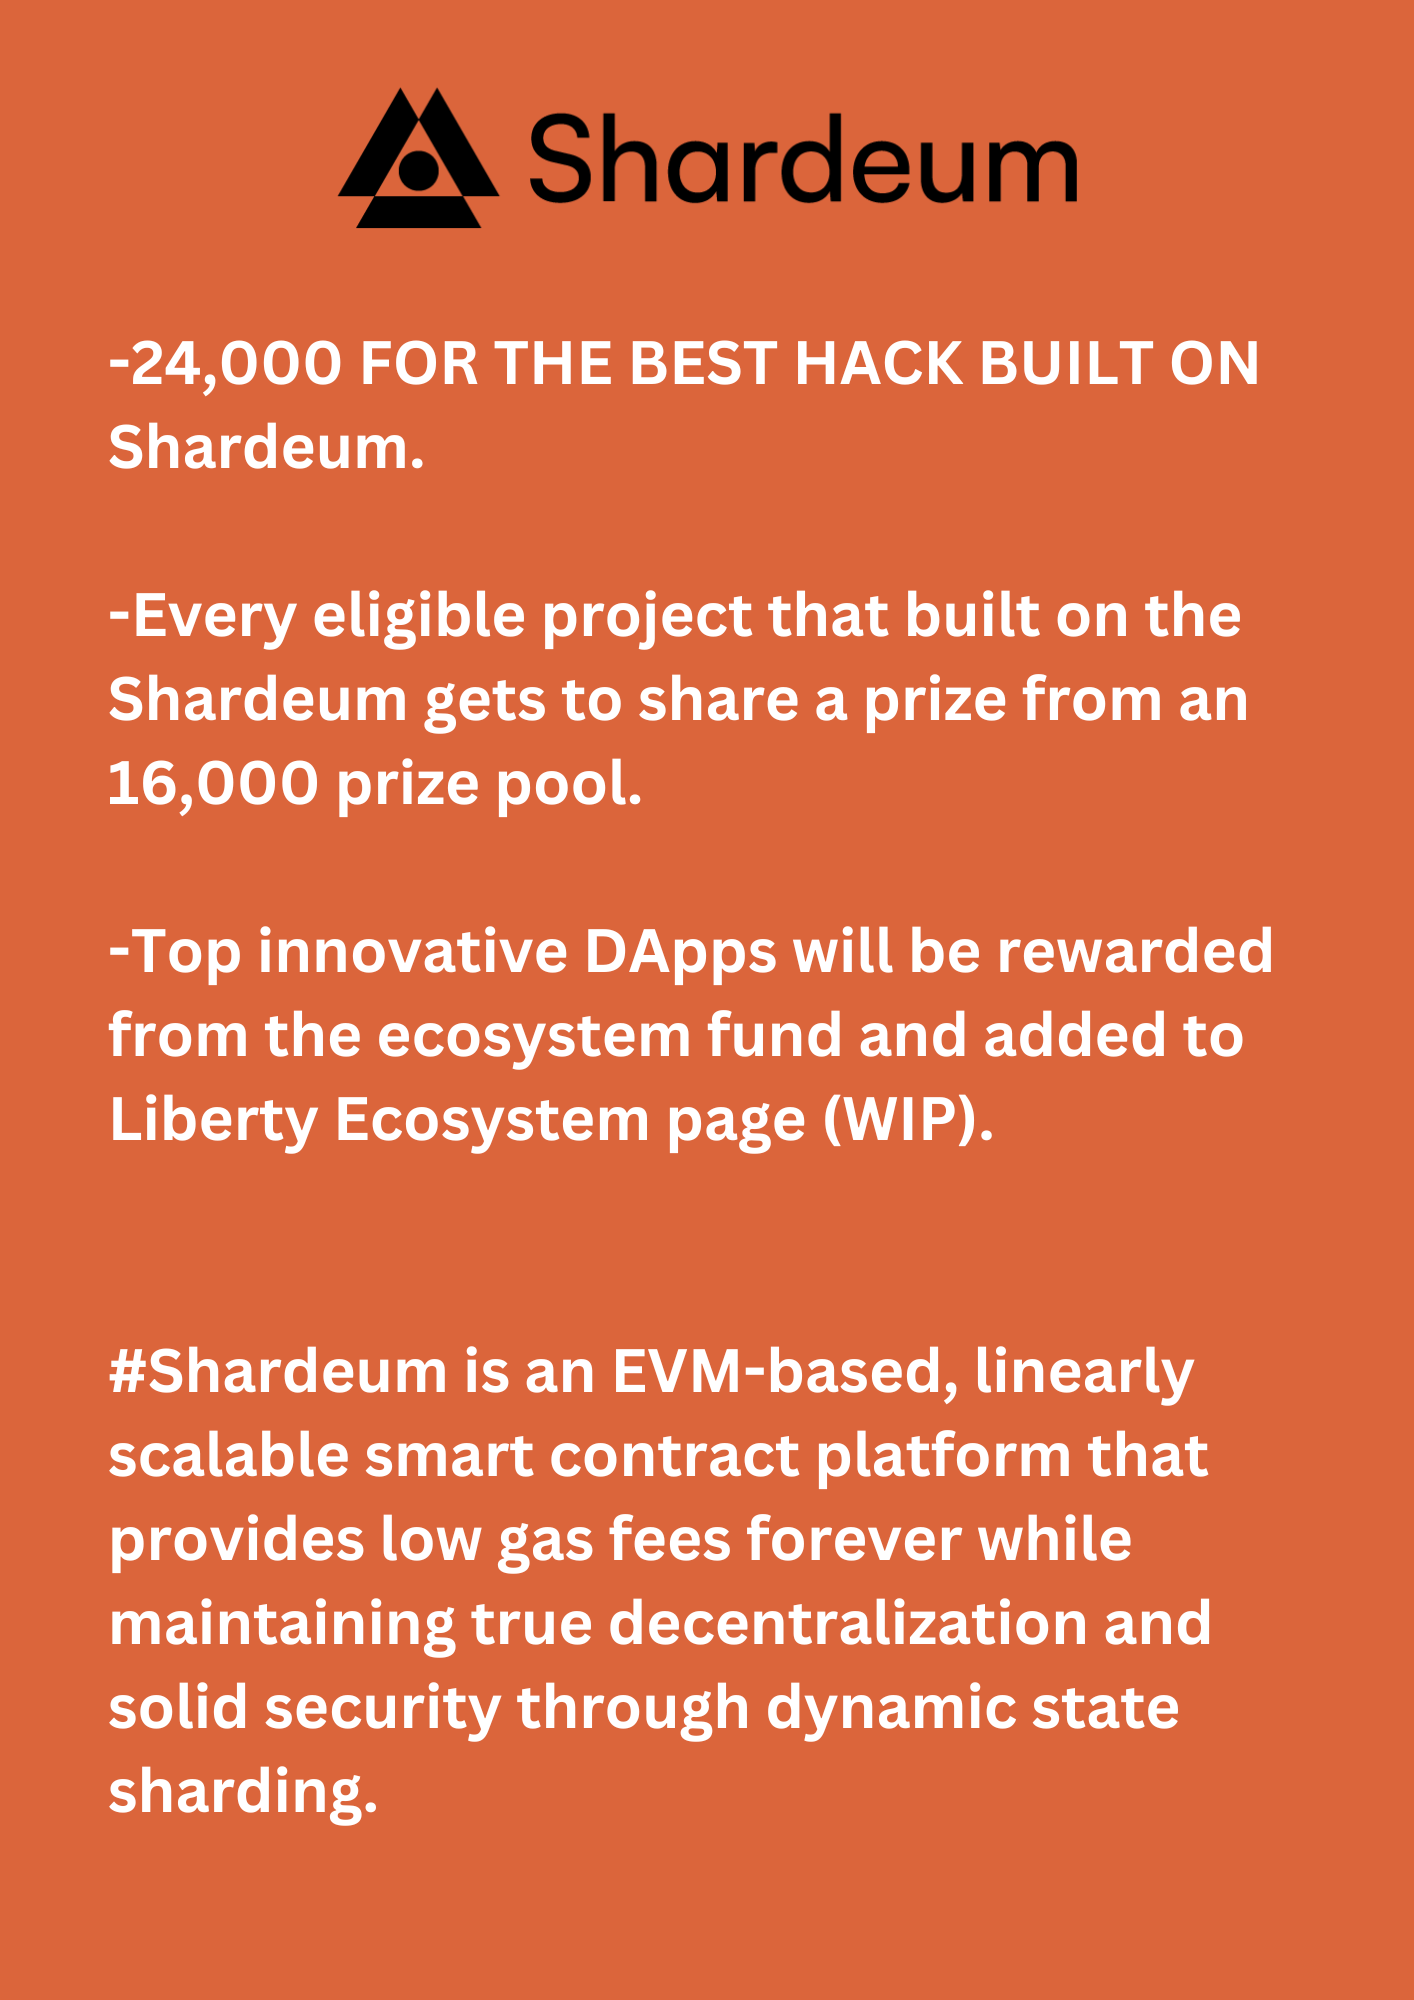 Shardeum
-24,000 FOR THE BEST HACK BUILT ON
Shardeum.
-Every eligible project that built on the
Shardeum gets to share a prize from an
16,000 prize pool.
-Top innovative DApps will be rewarded
from the ecosystem fund and added to
Liberty Ecosystem page (WIP).
#Shardeum is an EVM-based, linearly
scalable smart contract platform that
provides low gas fees forever while
maintaining true decentralization and
solid security through dynamic state
sharding.